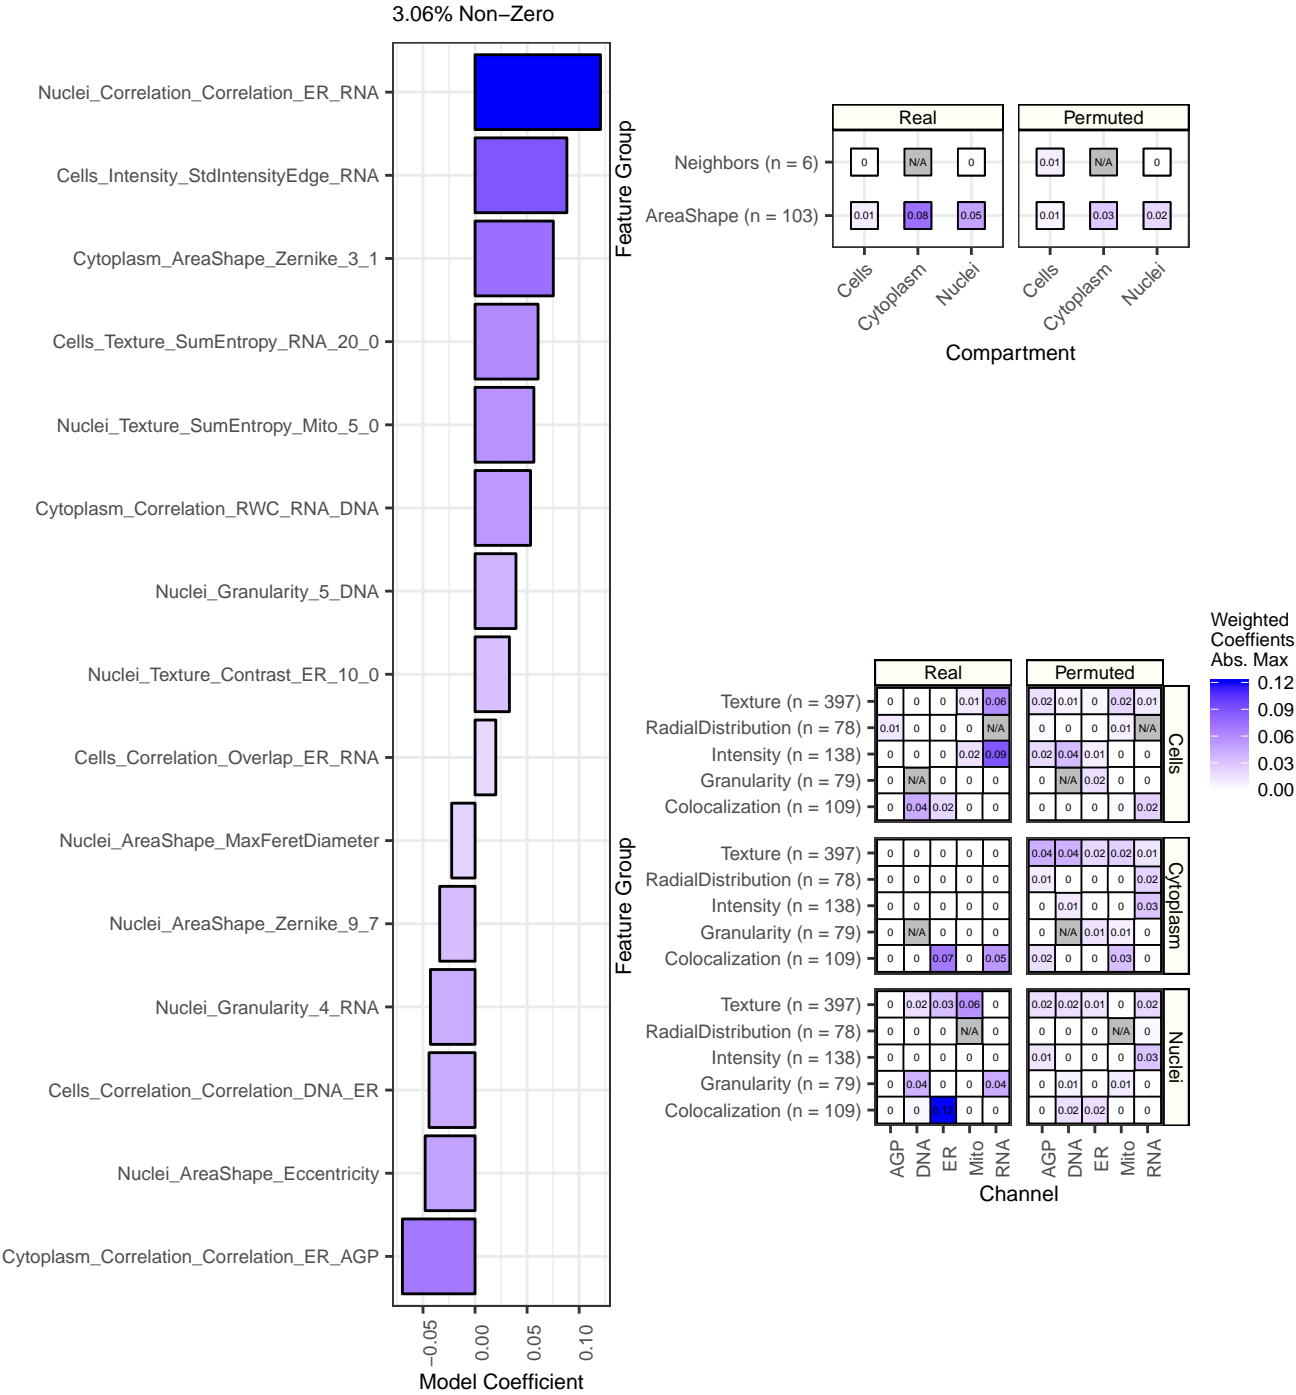 3.06% Non−Zero
Nuclei_Correlation_Correlation_ER_RNA
Cells_Intensity_StdIntensityEdge_RNA
Cytoplasm_AreaShape_Zernike_3_1
Cells_Texture_SumEntropy_RNA_20_0
Nuclei_Texture_SumEntropy_Mito_5_0
Cytoplasm_Correlation_RWC_RNA_DNA
Nuclei_Granularity_5_DNA
Nuclei_Texture_Contrast_ER_10_0
Cells_Correlation_Overlap_ER_RNA
Nuclei_AreaShape_MaxFeretDiameter
Nuclei_AreaShape_Zernike_9_7
Nuclei_Granularity_4_RNA
Cells_Correlation_Correlation_DNA_ER
Nuclei_AreaShape_Eccentricity
Cytoplasm_Correlation_Correlation_ER_AGP
−0.05 0.00 0.05 0.10
Model Coefficient
Feature Group
Real Permuted
Neighbors (n = 6) 0 N/A 0 0.01 N/A 0
AreaShape (n = 103) 0.01 0.08 0.05 0.01 0.03 0.02
Cells Cytoplasm Nuclei Cells Cytoplasm Nuclei
Compartment
Feature Group
Real Permuted
Texture (n = 397) 0 0 0 0.01 0.06 0.02 0.01 0 0.02 0.01
RadialDistribution (n = 78) 0.01 0 0 0 N/A 0 0 0 0.01 N/A
Intensity (n = 138) 0 0 0 0.02 0.09 0.02 0.04 0.01 0 0
Granularity (n = 79) 0 N/A 0 0 0 0 N/A 0.02 0 0
Colocalization (n = 109) 0 0.04 0.02 0 0 0 0 0 0 0.02
Cells
Texture (n = 397) 0 0 0 0 0 0.04 0.04 0.02 0.02 0.01
RadialDistribution (n = 78) 0 0 0 0 0 0.01 0 0 0 0.02
Intensity (n = 138) 0 0 0 0 0 0 0.01 0 0 0.03
Granularity (n = 79) 0 N/A 0 0 0 0 N/A 0.01 0.01 0
Colocalization (n = 109) 0 0 0.07 0 0.05 0.02 0 0 0.03 0
Cytoplasm
Texture (n = 397) 0 0.02 0.03 0.06 0 0.02 0.02 0.01 0 0.02
RadialDistribution (n = 78) 0 0 0 N/A 0 0 0 0 N/A 0
Intensity (n = 138) 0 0 0 0 0 0.01 0 0 0 0.03
Granularity (n = 79) 0 0.04 0 0 0.04 0 0.01 0 0.01 0
Colocalization (n = 109) 0 0 0.12 0 0 0 0.02 0.02 0 0
Nuclei
AGP DNA ER Mito RNA AGP DNA ER Mito RNA
Channel
Weighted
Coeffients
Abs. Max
0.12
0.09
0.06
0.03
0.00